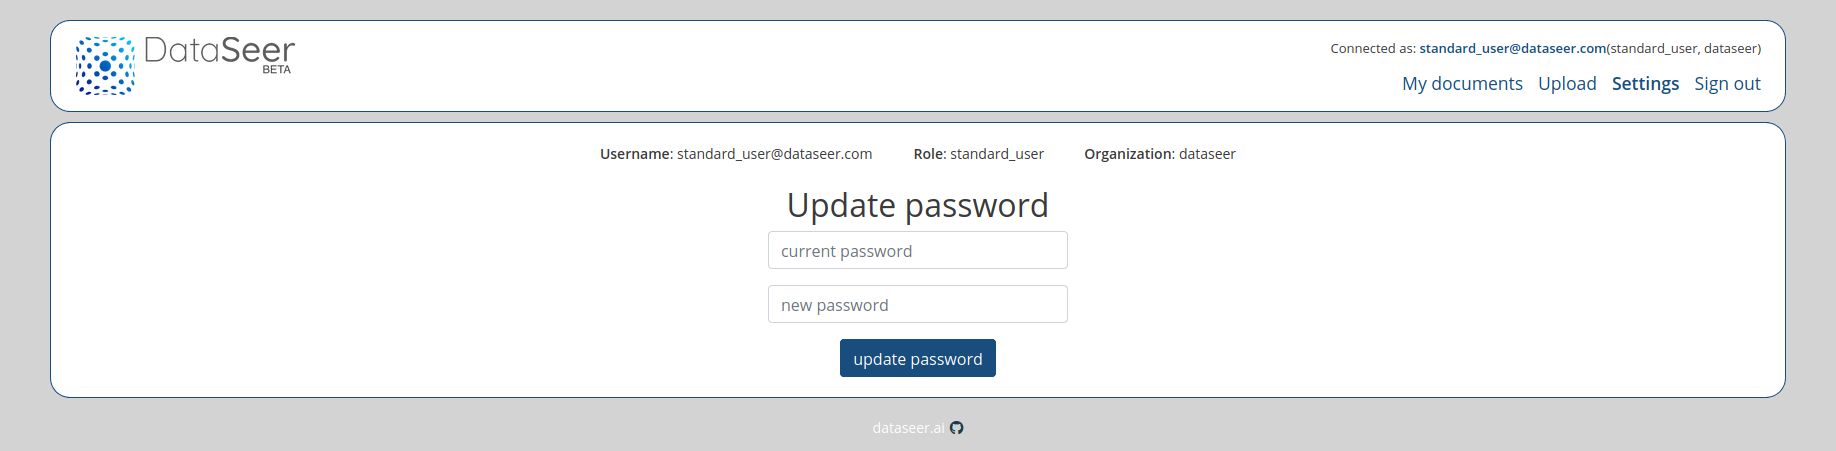 DataSeer
BETA
Connected as: standard_user@dataseer.com(standard_user, dataseer)
My documents Upload Settings Sign out
Username: standard_user@dataseer.com Role: standard_user Organization: dataseer
Update password
current password
new password
update password
dataseer.ai